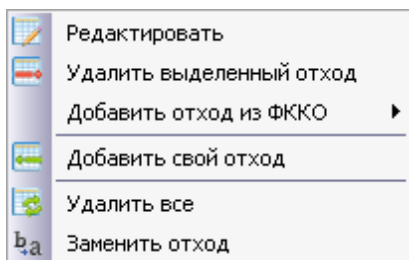 Редактировать
Удалить выделенный отход
Добавить отход из ФККО
Добавить свой отход
Удалить все
b a Заменить отход